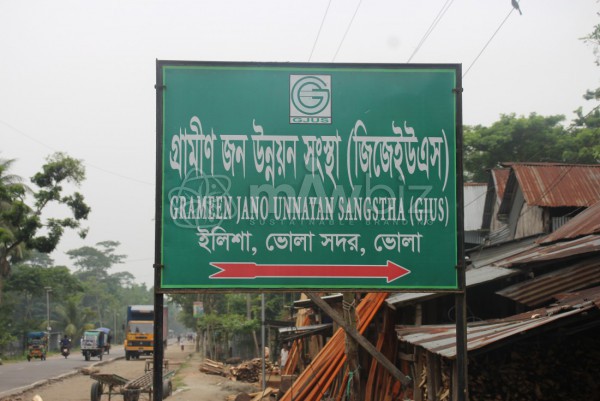 GJUS
গ্রামীণ জন উন্নয়ন সংস্থা (জিজেইউএস)
GRAMEEN JANO UNNAYAN SANGSTHA (GJUS)
ইলিশা, ভোলা সদর, ভোলা